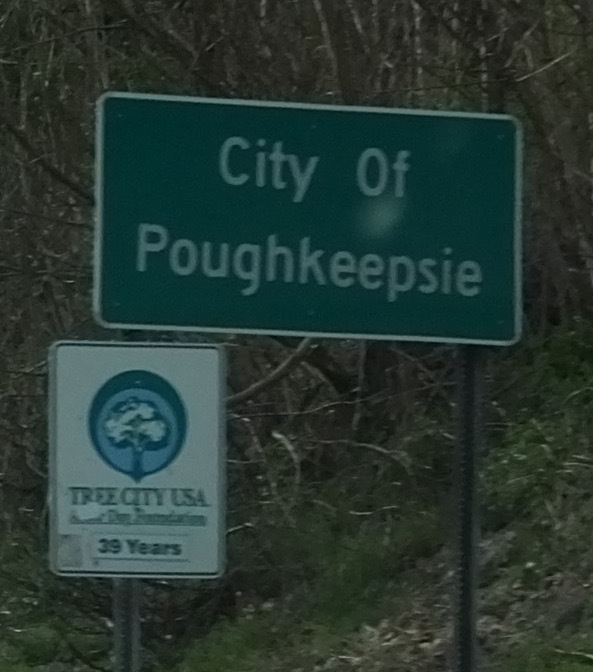 City Of
Poughkeepsie
TREE CITY USA
Arbor Day Foundation
39 Years